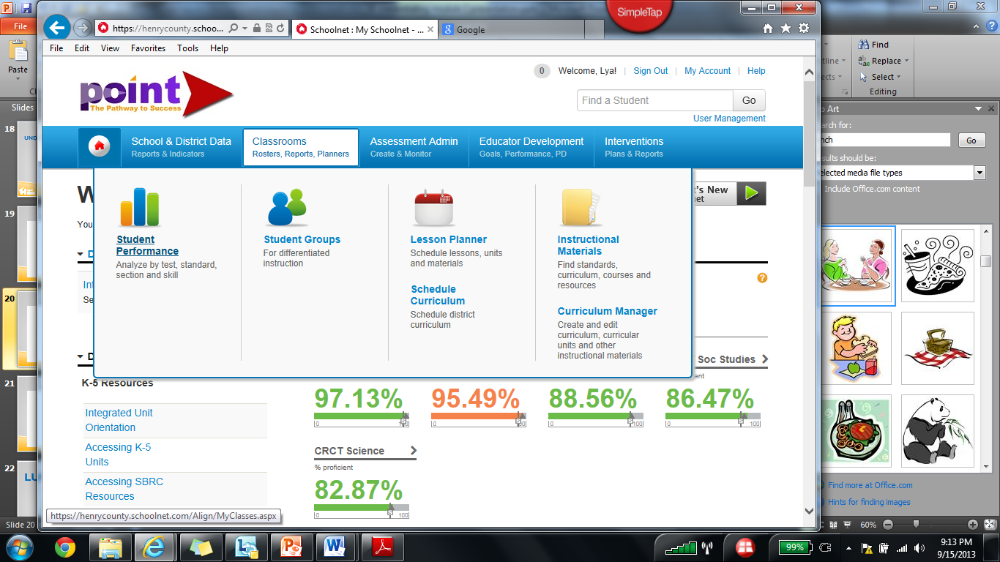 SimpleTap
File
https://henrycounty.schoo...
Schoolnet : My Schoolnet - ...
Google
File Edit View Favorites Tools Help
Paste
Find
Replace
Select
Editing
0 Welcome, Lya! | Sign Out | My Account | Help
point
The Pathway to Success
Find a Student Go
User Management
School & District Data
Reports & Indicators
Classrooms
Rosters, Reports, Planners
Assessment Admin
Create & Monitor
Educator Development
Goals, Performance, PD
Interventions
Plans & Reports
Student
Performance
Analyze by test, standard,
section and skill
Student Groups
For differentiated
instruction
Lesson Planner
Schedule lessons, units
and materials
Schedule
Curriculum
Schedule district
curriculum
Instructional
Materials
Find standards,
curriculum, courses and
resources
Curriculum Manager
Create and edit
curriculum, curricular
units and other
instructional materials
W
You
D
Int
Se
D
's New
net
Soc Studies
ent
K-5 Resources
Integrated Unit
Orientation
Accessing K-5
Units
Accessing SBRC
Resources
97.13%
0 100
95.49%
0 100
88.56%
0 100
86.47%
0 100
CRCT Science
% proficient
82.87%
0 100
https://henrycounty.schoolnet.com/Align/MyClasses.aspx
Slides
18
UND
19
20
21
22
LU
Slide 20
Art
arch for:
nch
Go
sults should be:
elected media file types
Include Office.com content
Find more at Office.com
Hints for finding images
60%
99%
9:13 PM
9/15/2013